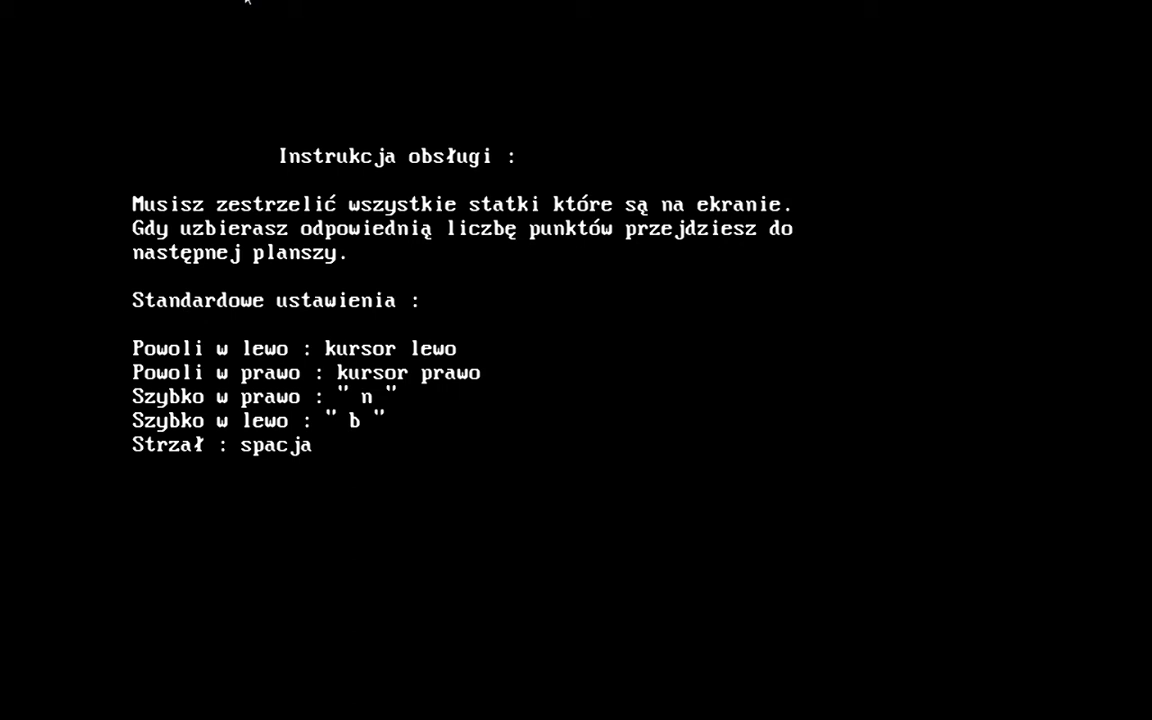 Instrukcja obsługi :
Musisz zestrzelić wszystkie statki które są na ekranie.
Gdy uzbierasz odpowiednią liczbę punktów przejdziesz do
następnej planszy.
Standardowe ustawienia :
Powoli w lewo : kursor lewo
Powoli w prawo : kursor prawo
Szybko w prawo : " n "
Szybko w lewo : " b "
Strzał : spacja